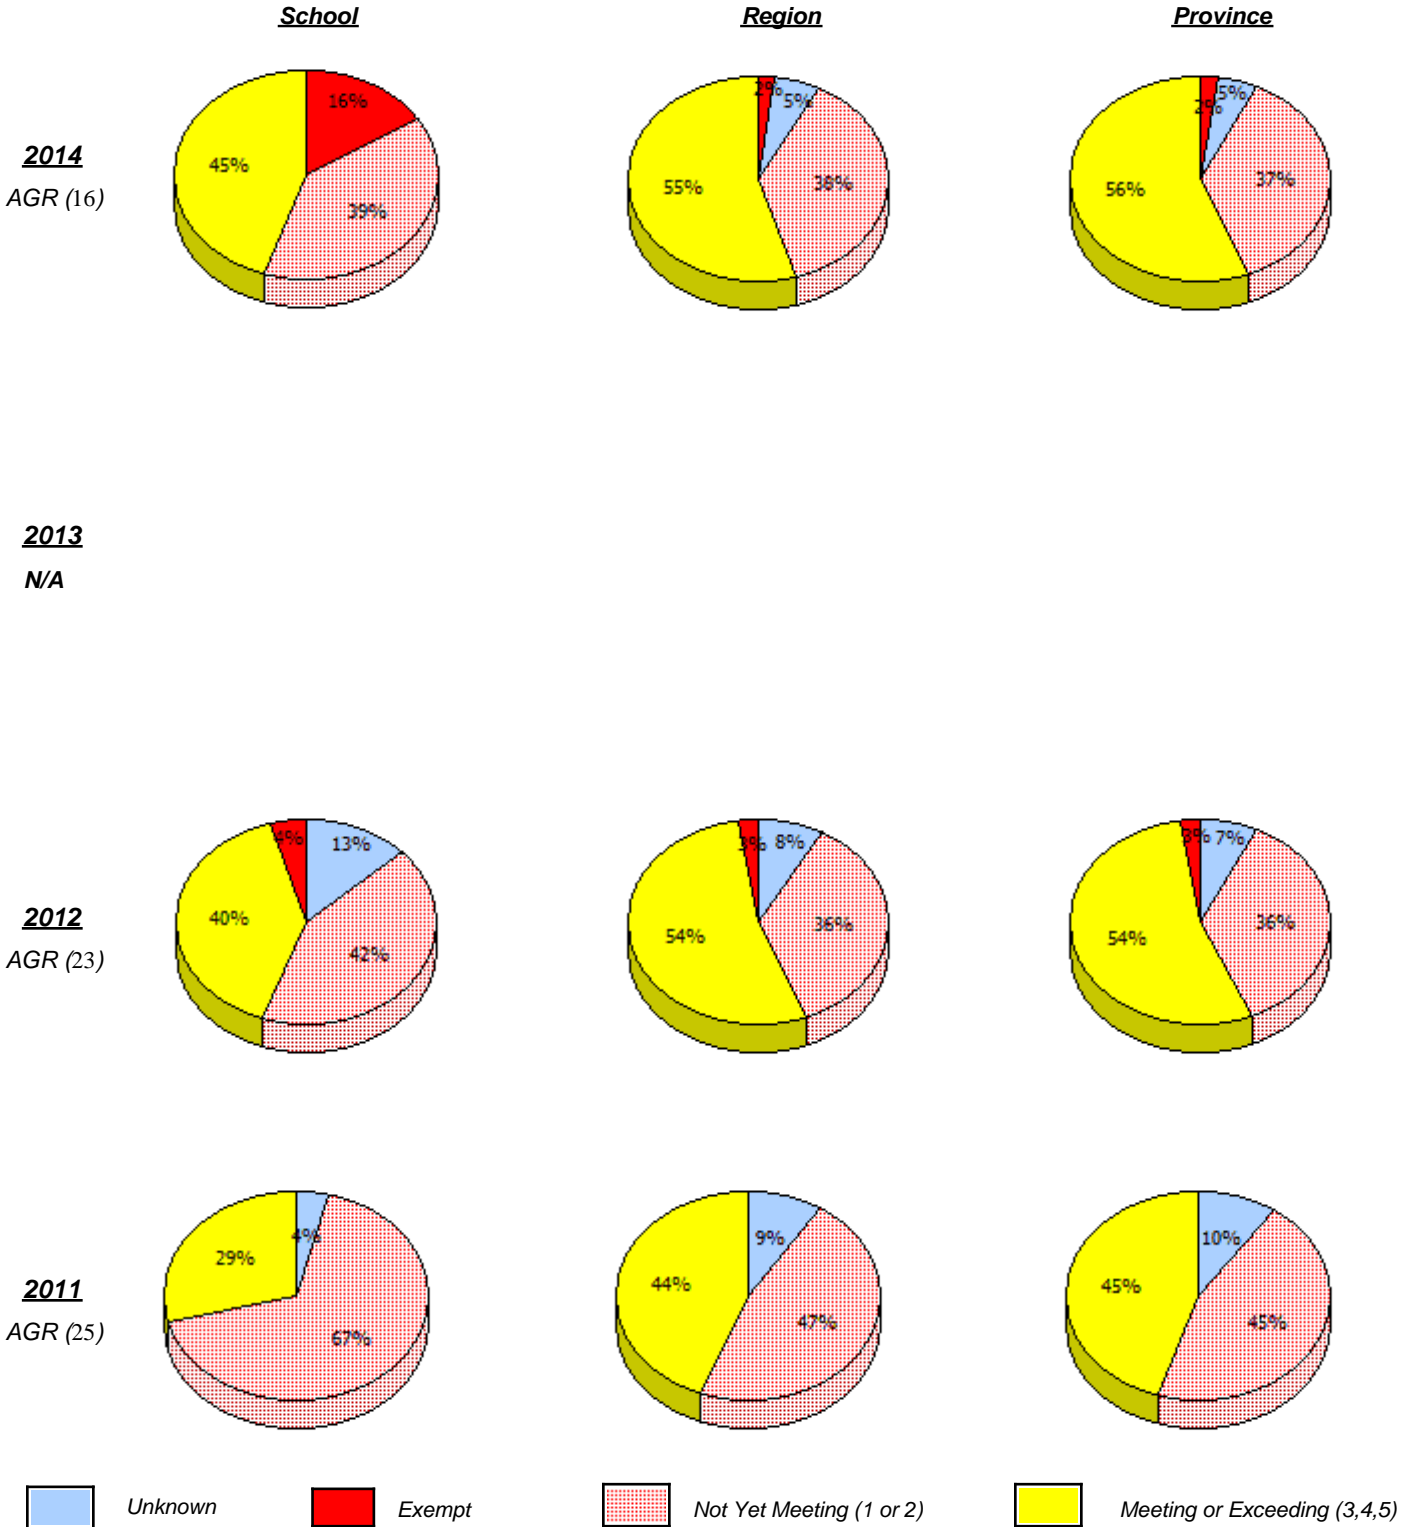 School Region Province
16% 2% 5% 2% 5%
2014
45% 39% 55% 38% 56% 37%
AGR (16)
2013
N/A
4% 13% 3% 8% 3% 7%
2012
40% 42% 54% 36% 54% 36%
AGR (23)
4% 9% 10%
29% 44% 45%
2011
67% 47% 45%
AGR (25)
Unknown Exempt Not Yet Meeting (1 or 2) Meeting or Exceeding (3,4,5)